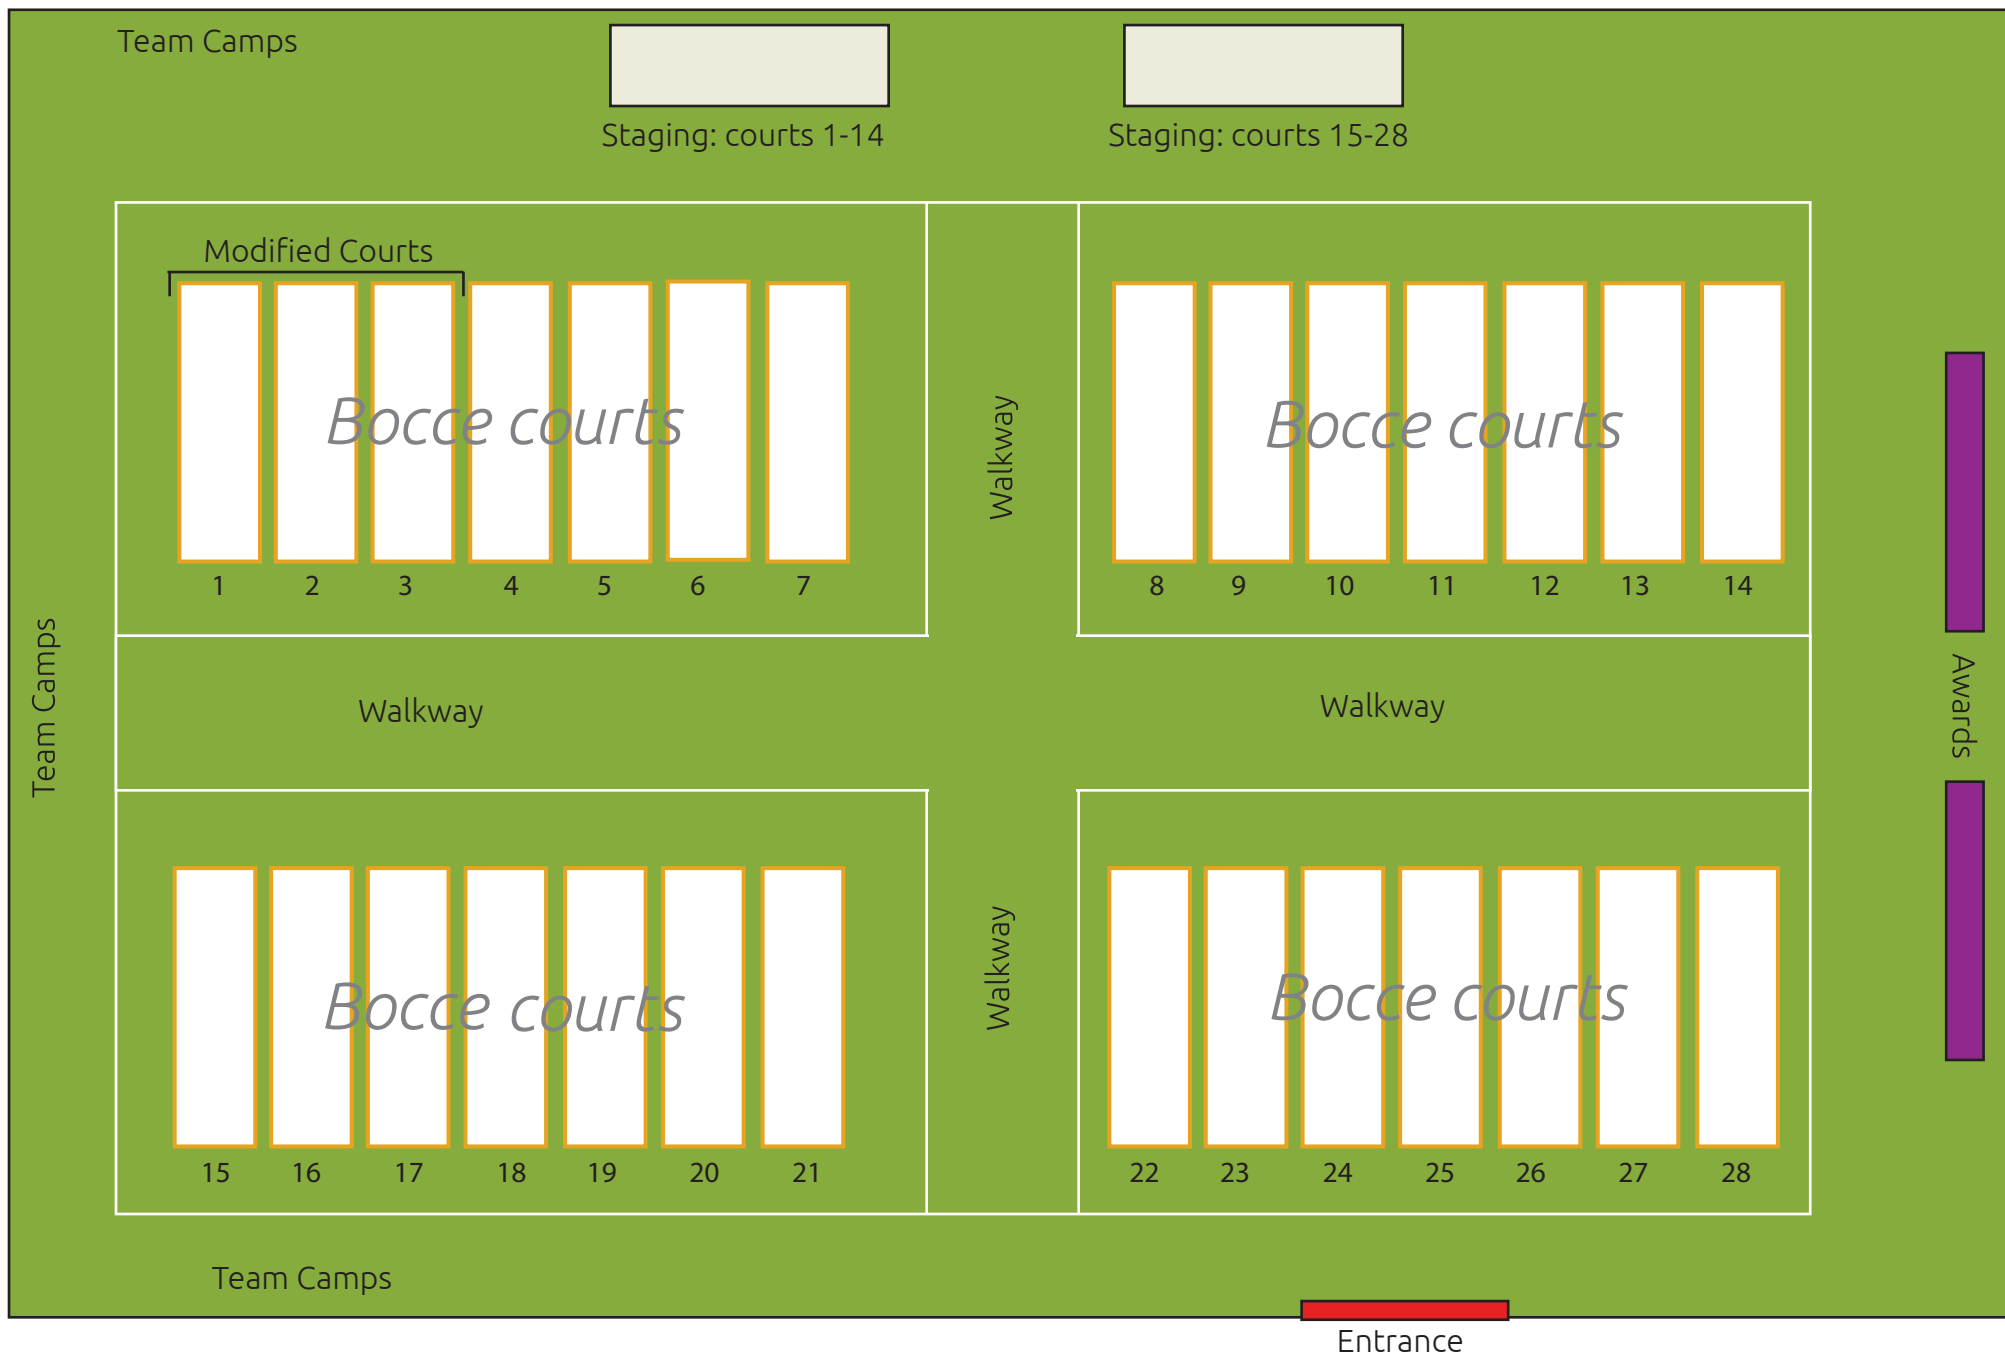 Team Camps
Staging: courts 1-14
Staging: courts 15-28
Modified Courts
Bocce courts
1 2 3 4 5 6 7
Walkway
Bocce courts
8 9 10 11 12 13 14
Team Camps
Walkway
Walkway
Awards
Bocce courts
15 16 17 18 19 20 21
Walkway
Bocce courts
22 23 24 25 26 27 28
Team Camps
Entrance